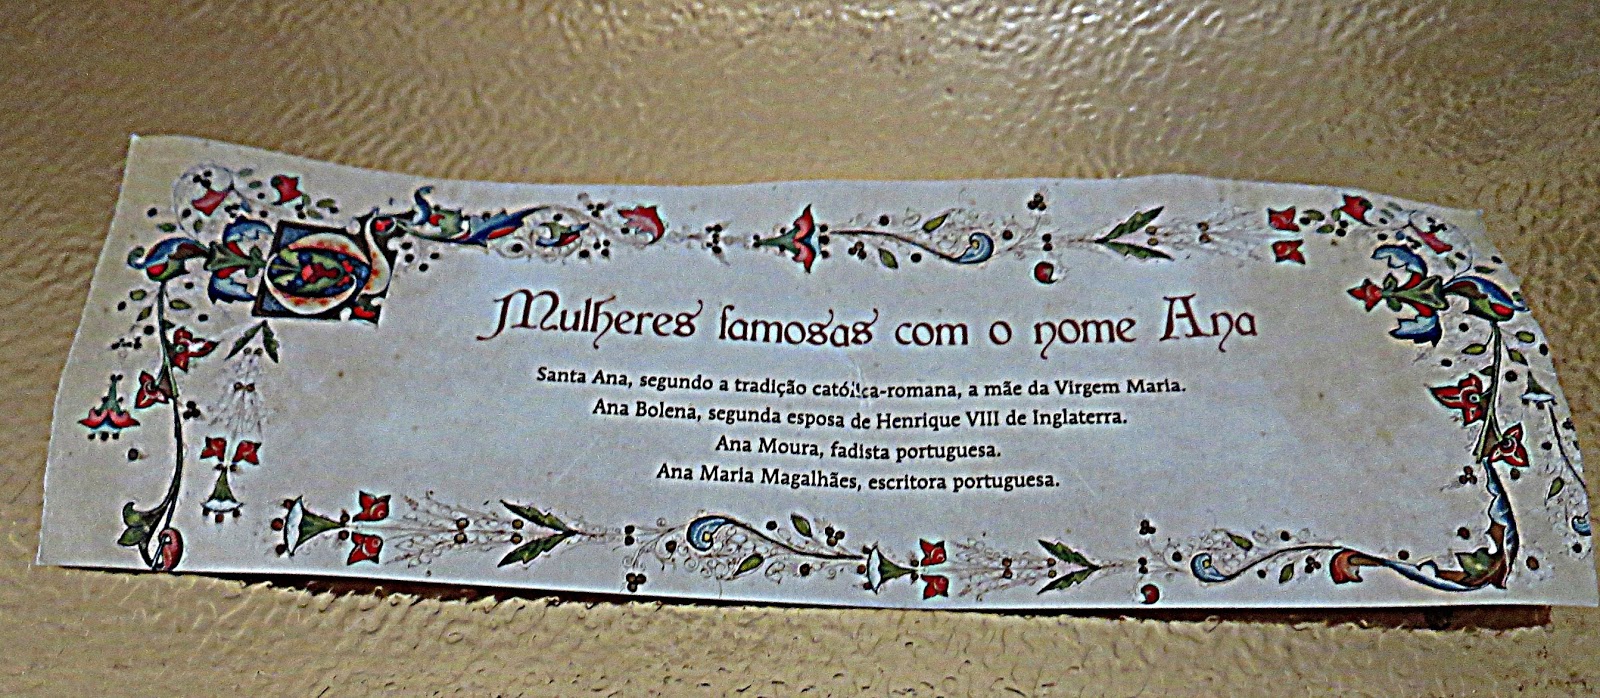 Mulheres famosas com o nome Ana
Santa Ana, segundo a tradição católica-romana, a mãe da Virgem Maria.
Ana Bolena, segunda esposa de Henrique VIII de Inglaterra.
Ana Moura, fadista portuguesa.
Ana Maria Magalhães, escritora portuguesa.